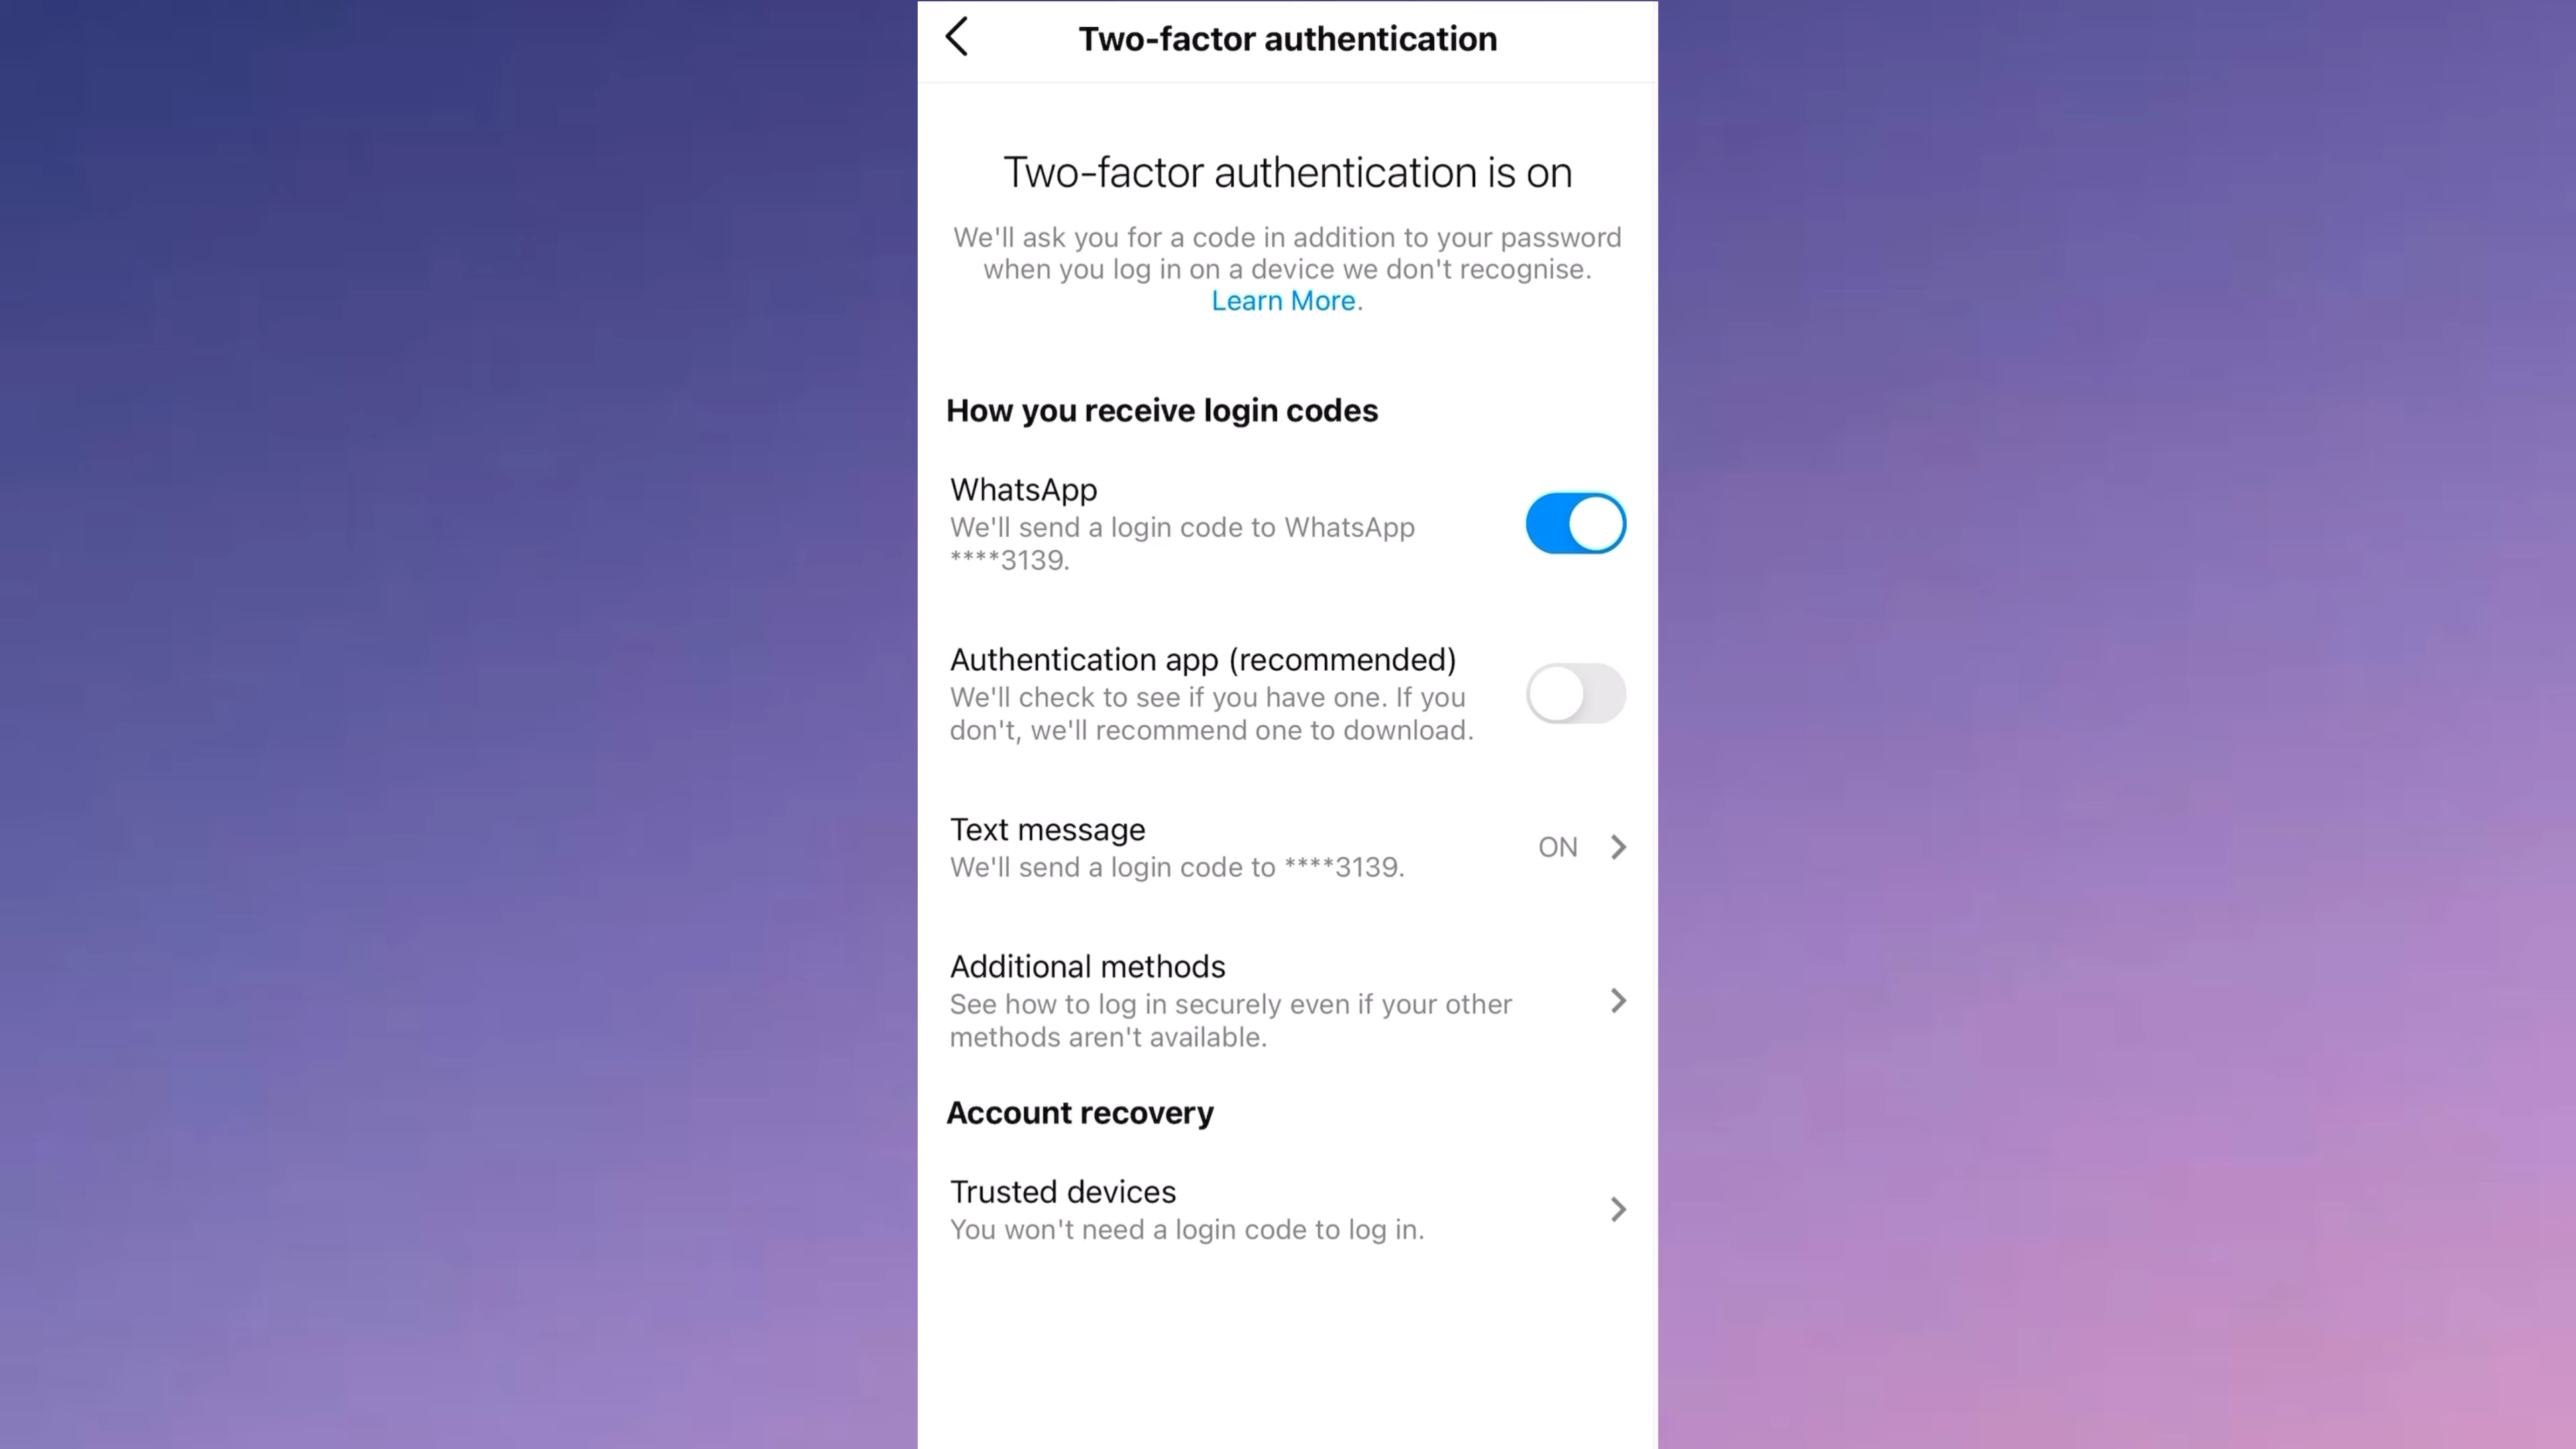 Two-factor authentication
Two-factor authentication is on
We'll ask you for a code in addition to your password
when you log in on a device we don't recognise.
Learn More.
How you receive login codes
WhatsApp
We'll send a login code to WhatsApp
****3139.
Authentication app (recommended)
We'll check to see if you have one. If you
don't, we'll recommend one to download.
Text message
We'll send a login code to ****3139.
ON
Additional methods
See how to log in securely even if your other
methods aren't available.
Account recovery
Trusted devices
You won't need a login code to log in.